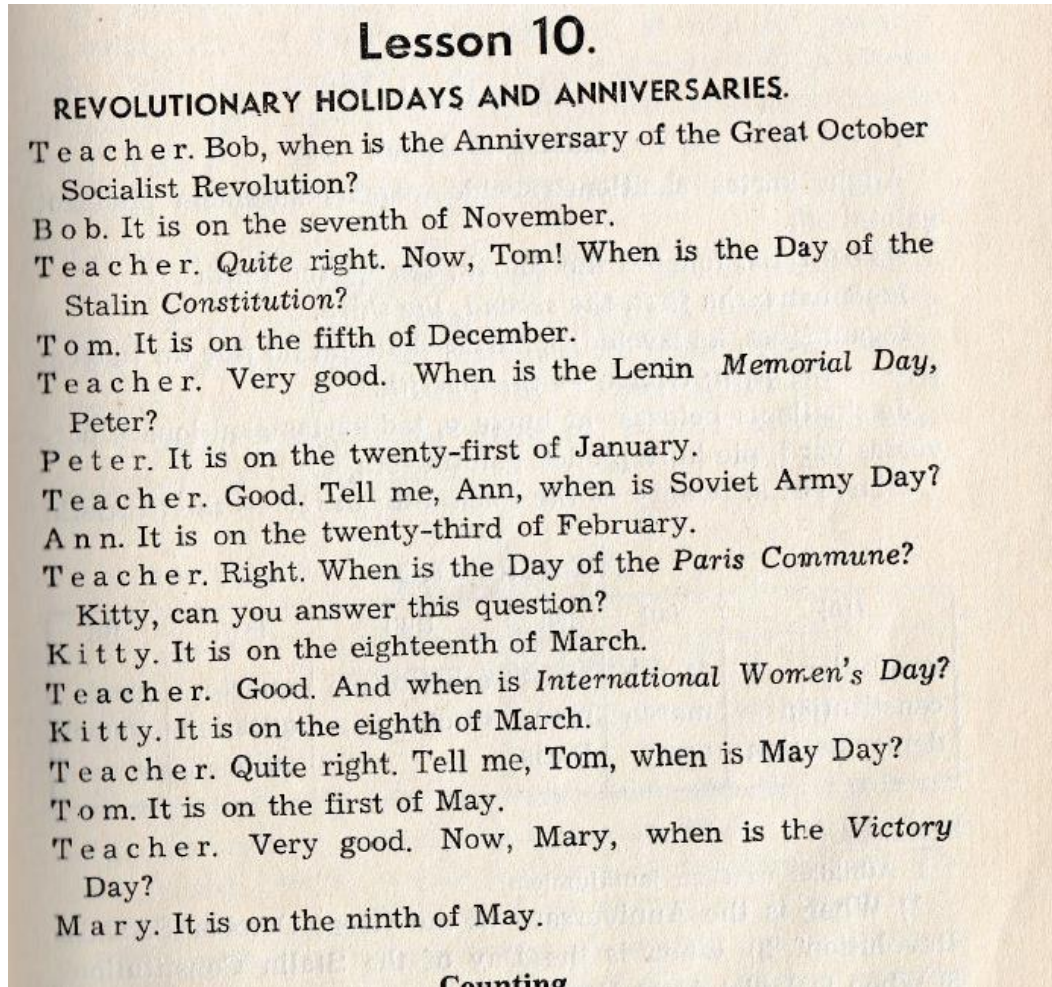 Lesson 10.
REVOLUTIONARY HOLIDAYS AND ANNIVERSARIES.
Teacher. Bob, when is the Anniversary of the Great October
Socialist Revolution?
Bob. It is on the seventh of November.
Teacher. Quite right. Now, Tom! When is the Day of the
Stalin Constitution?
Tom. It is on the fifth of December.
Teacher. Very good. When is the Lenin Memorial Day,
Peter?
Peter. It is on the twenty-first of January.
Teacher. Good. Tell me, Ann, when is Soviet Army Day?
Ann. It is on the twenty-third of February.
Teacher. Right. When is the Day of the Paris Commune?
Kitty, can you answer this question?
Kitty. It is on the eighteenth of March.
Teacher. Good. And when is International Women's Day?
Kitty. It is on the eighth of March.
Teacher. Quite right. Tell me, Tom, when is May Day?
Tom. It is on the first of May.
Teacher. Very good. Now, Mary, when is the Victory
Day?
Mary. It is on the ninth of May.
Counting